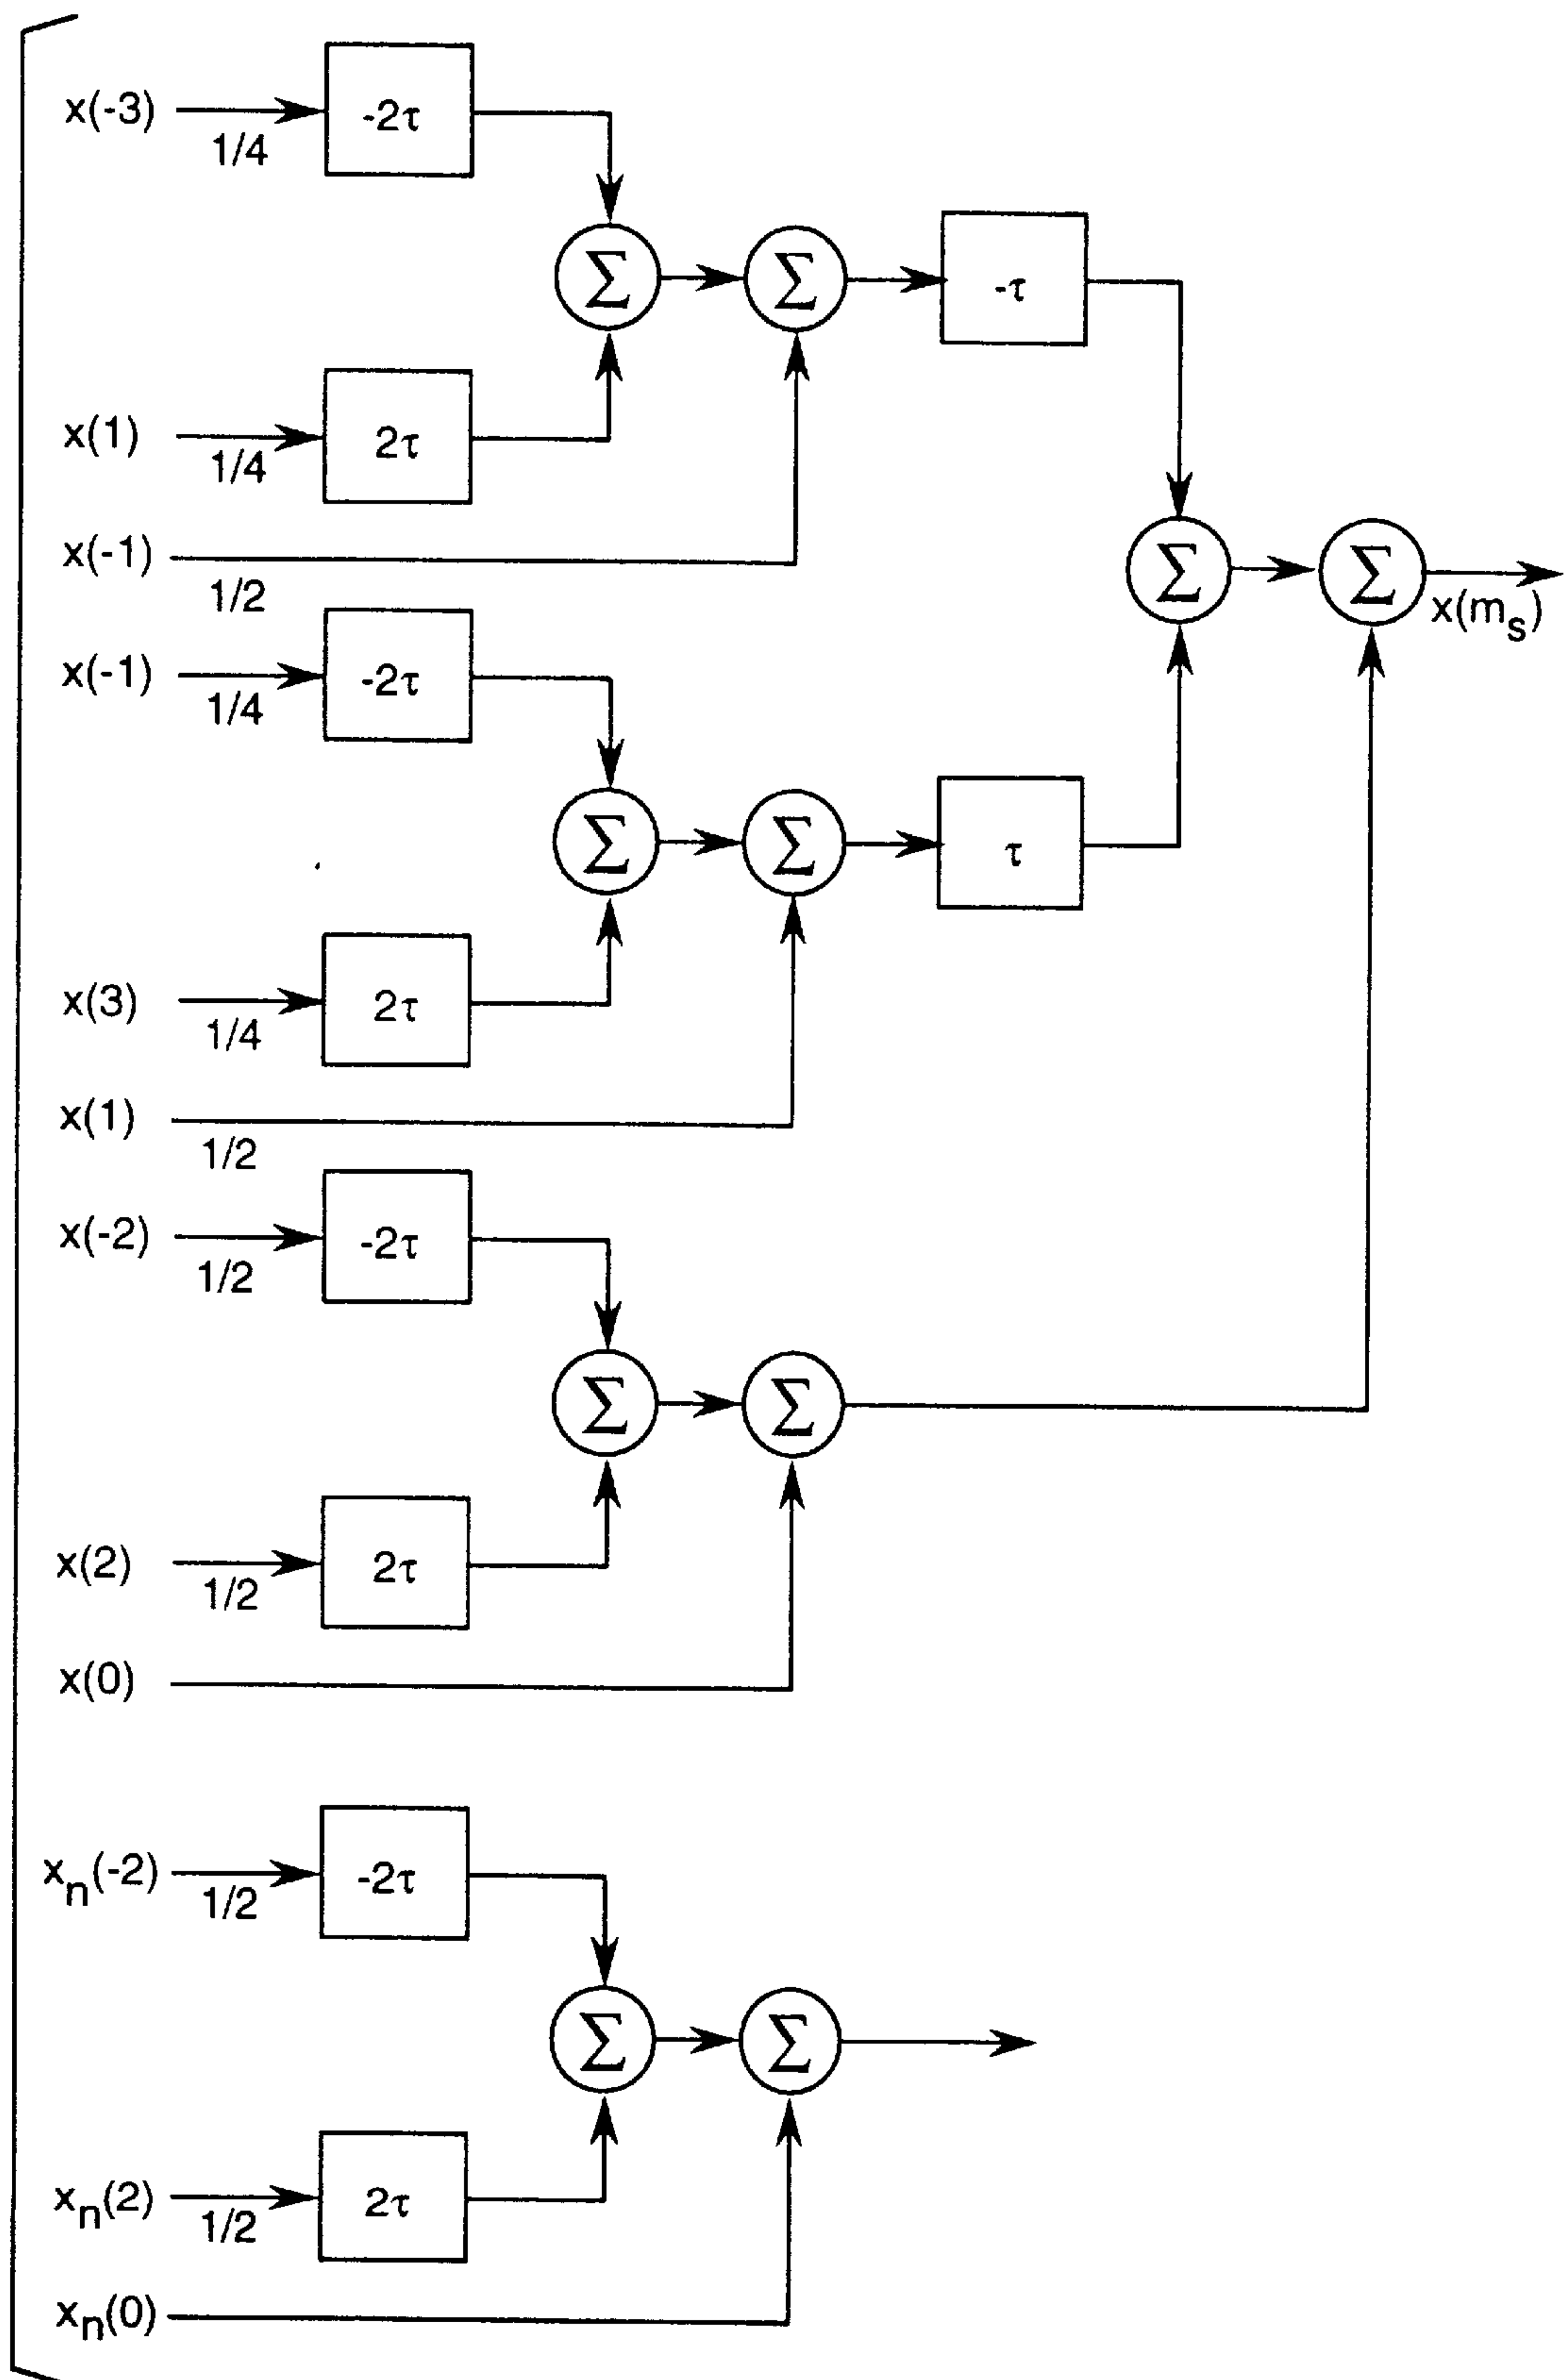 x(-3)
1/4
-2τ
Σ
Σ
-τ
x(1)
1/4
2τ
x(-1)
1/2
Σ
Σ
x(mₛ)
x(-1)
1/4
-2τ
Σ
Σ
τ
x(3)
1/4
2τ
x(1)
1/2
x(-2)
1/2
-2τ
Σ
Σ
x(2)
1/2
2τ
x(0)
xₙ(-2)
1/2
-2τ
Σ
Σ
xₙ(2)
1/2
2τ
xₙ(0)